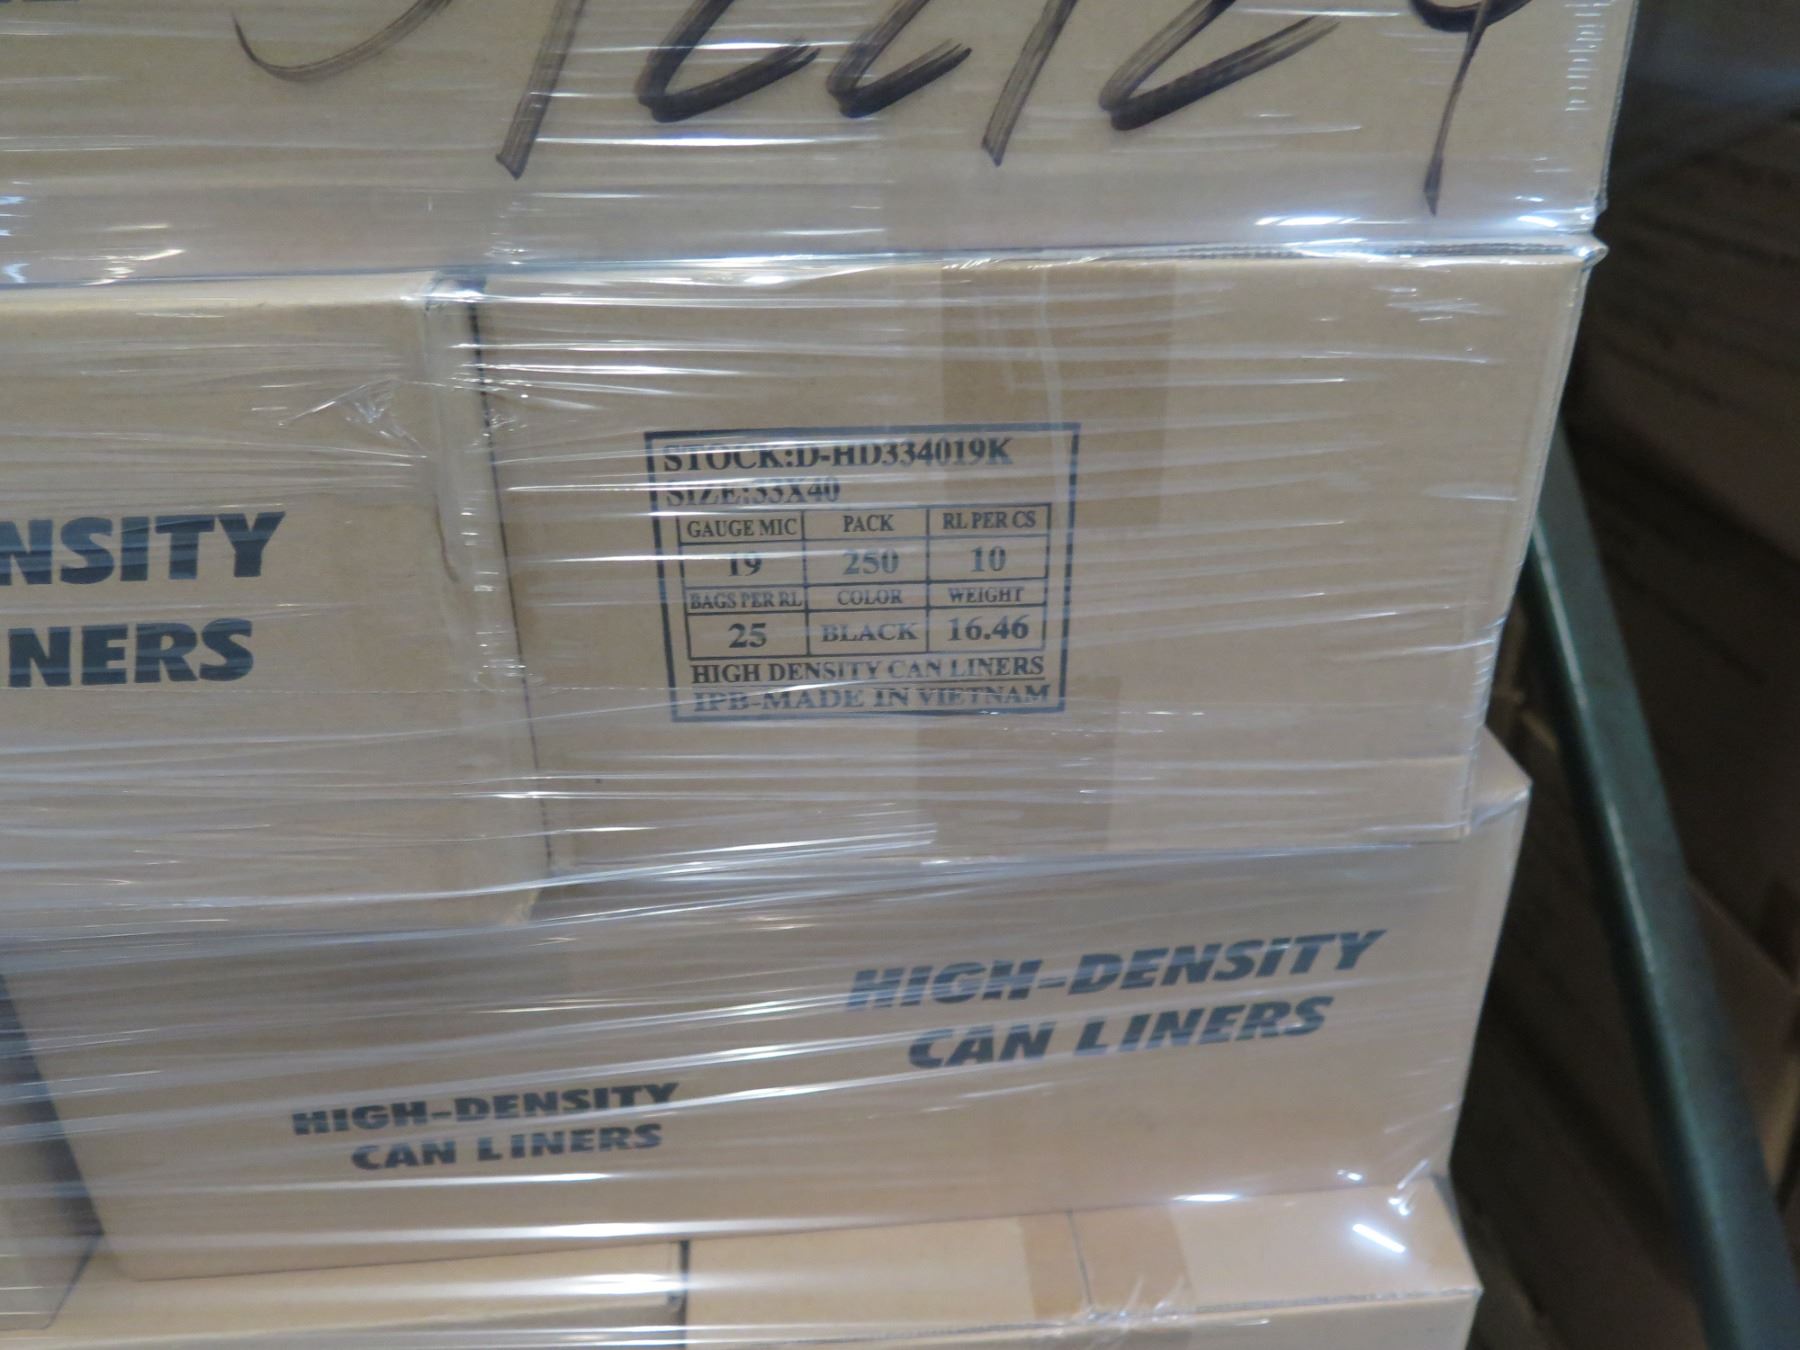 STOCK:D-HD334019K
SIZE:33X40
GAUGE MIC PACK RL PER CS
19 250 10
BAGS PER RL COLOR WEIGHT
25 BLACK 16.46
HIGH DENSITY CAN LINERS
IPB-MADE IN VIETNAM
NSITY
NERS
HIGH-DENSITY
CAN LINERS
HIGH-DENSITY
CAN LINERS